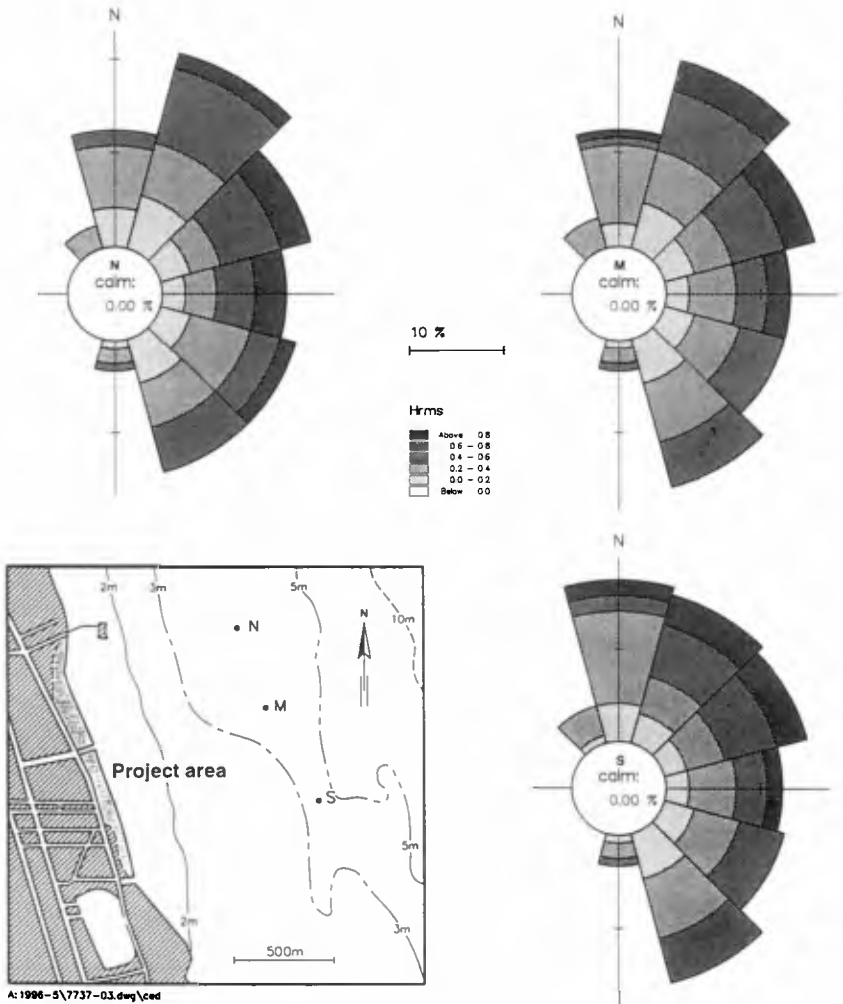 N
N
N
calm:
0.00 %
M
calm:
0.00 %
10 %
Hrms
Above 0.8
0.6 - 0.8
0.4 - 0.6
0.2 - 0.4
0.0 - 0.2
Below 0.0
2m
3m
5m
10m
N
N
M
Project area
S
5m
2m
3m
500m
A:1996-5\7737-03.dwg\ced
N
S
calm:
0.00 %